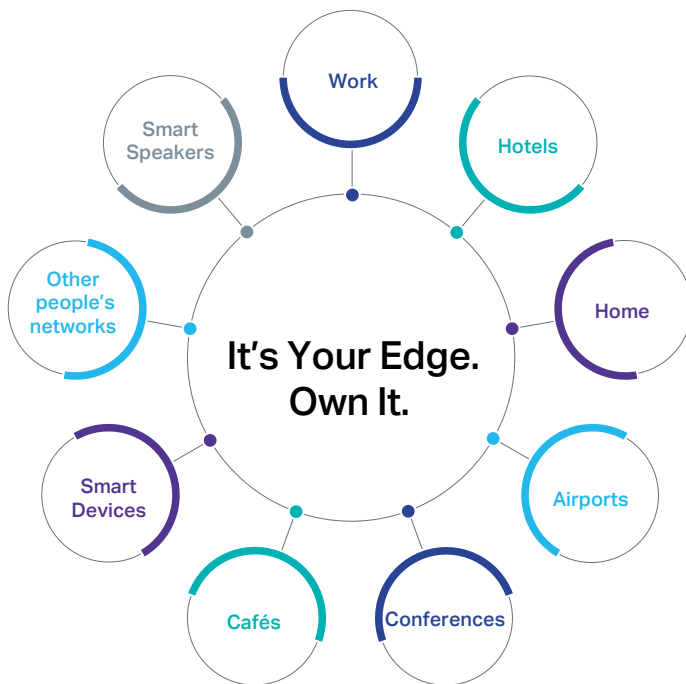 Work
Hotels
Home
Airports
Conferences
Cafés
Smart
Devices
Other
people's
networks
Smart
Speakers
It's Your Edge.
Own It.